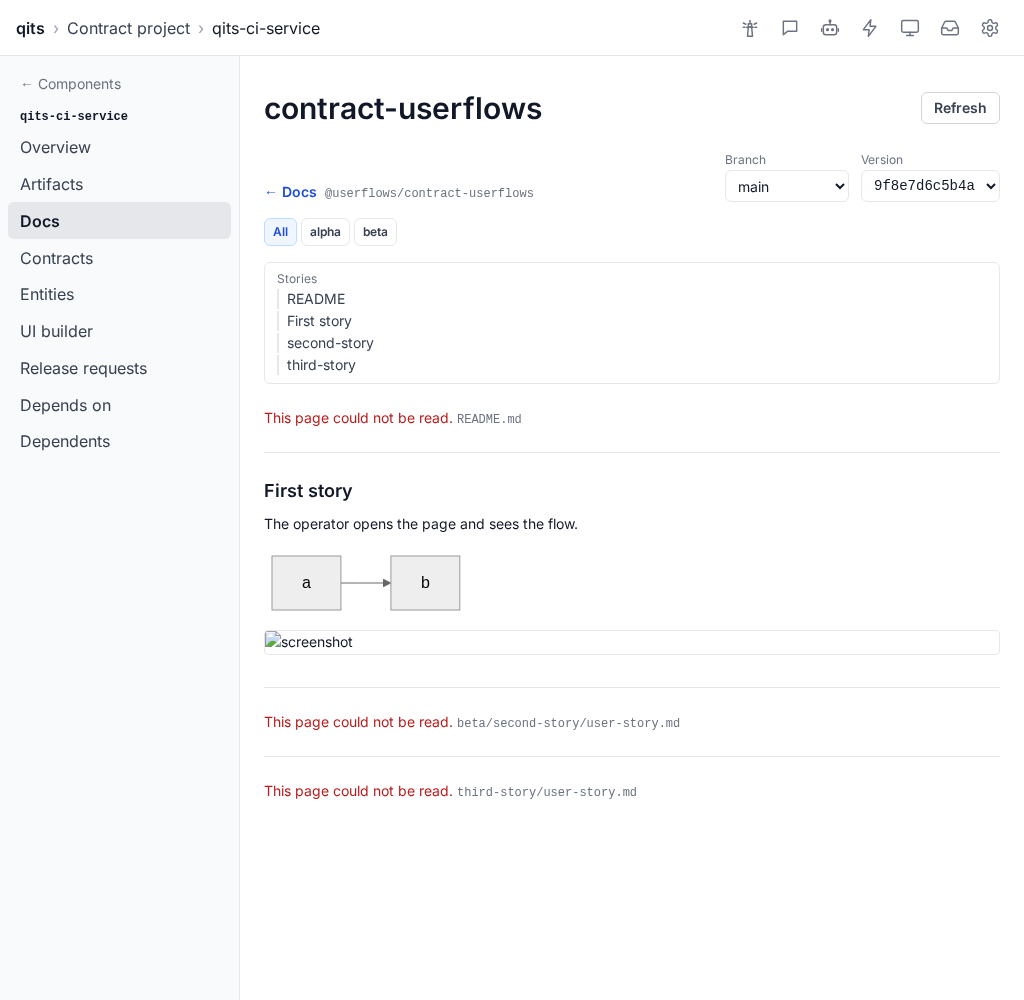 qits › Contract project › qits-ci-service
← Components
qits-ci-service
Overview
Artifacts
Docs
Contracts
Entities
UI builder
Release requests
Depends on
Dependents
contract-userflows
Refresh
← Docs @userflows/contract-userflows
Branch
main
Version
9f8e7d6c5b4a
All
alpha
beta
Stories
README
First story
second-story
third-story
This page could not be read. README.md
First story
The operator opens the page and sees the flow.
a
b
screenshot
This page could not be read. beta/second-story/user-story.md
This page could not be read. third-story/user-story.md